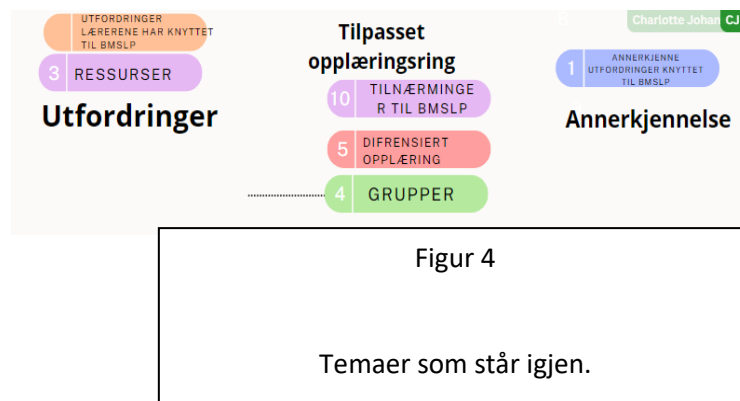 UTFORDRINGER
LÆRERENE HAR KNYTTET
TIL BMSLP
3 RESSURSER
Utfordringer
Tilpasset
opplæringsring
10 TILNÆRMINGE
R TIL BMSLP
5 DIFRENSIERT
OPPLÆRING
4 GRUPPER
Charlotte Johan CJ
1 ANNERKJENNE
UTFORDRINGER KNYTTET
TIL BMSLP
Annerkjennelse
Figur 4
Temaer som står igjen.